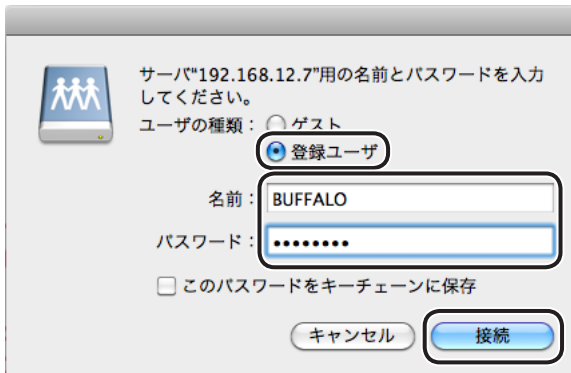 サーバ“192.168.12.7”用の名前とパスワードを入力
してください。
ユーザの種類： ゲスト
登録ユーザ
名前： BUFFALO
パスワード： ••••••••
このパスワードをキーチェーンに保存
キャンセル 接続